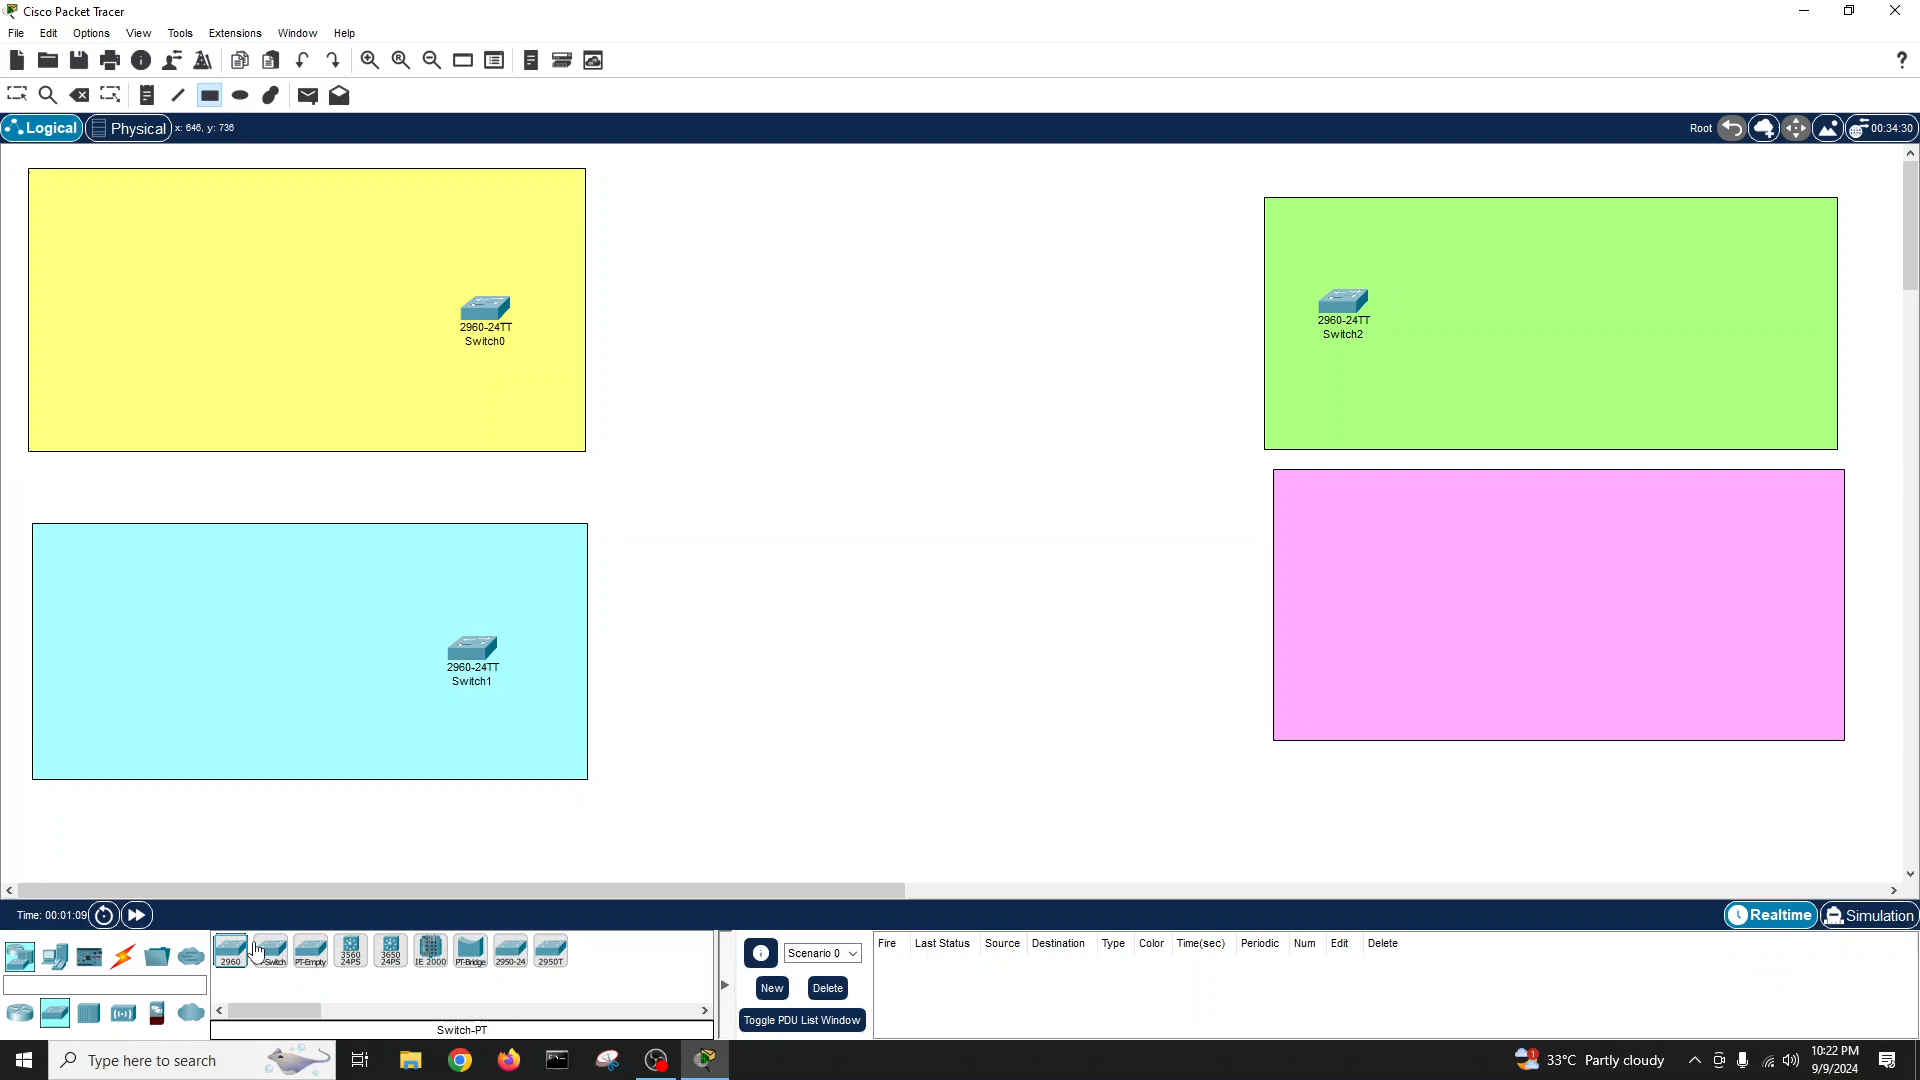 Cisco Packet Tracer
File Edit Options View Tools Extensions Window Help
?
Logical Physical x: 646, y: 736 Root 00:34:30
2960-24TT
Switch0
2960-24TT
Switch2
2960-24TT
Switch1
Time: 00:01:09 Realtime Simulation
2960 PT-Empty 3560 24PS 3650 24PS IE 2000 PT-Bridge 2950-24 2950T
Switch-PT
Scenario 0
New Delete
Toggle PDU List Window
Fire Last Status Source Destination Type Color Time(sec) Periodic Num Edit Delete
Type here to search
33°C Partly cloudy
10:22 PM
9/9/2024